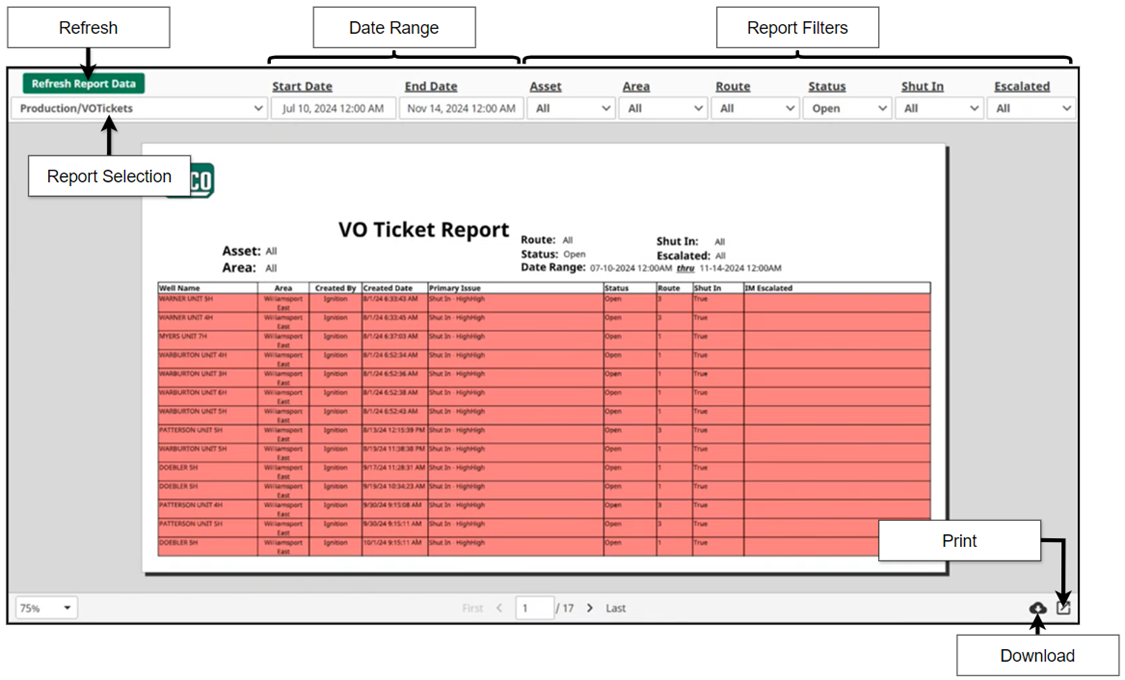 Refresh
Date Range
Report Filters
Refresh Report Data
Start Date End Date Asset Area Route Status Shut In Escalated
Production/VOTickets Jul 10, 2024 12:00 AM Nov 14, 2024 12:00 AM All All All Open All All
Report Selection
CO
VO Ticket Report
Asset: All
Area: All
Route: All
Status: Open
Date Range: 07-10-2024 12:00AM thru 11-14-2024 12:00AM
Shut In: All
Escalated: All
Well Name Area Created By Created Date Primary Issue Status Route Shut In IM Escalated
WARNER UNIT 5H Williamsport East Ignition 8/1/24 6:33:43 AM Shut In - HighHigh Open 3 True
WARNER UNIT 4H Williamsport East Ignition 8/1/24 6:33:45 AM Shut In - HighHigh Open 3 True
MYERS UNIT 7H Williamsport East Ignition 8/1/24 6:37:03 AM Shut In - HighHigh Open 1 True
WARBURTON UNIT 4H Williamsport East Ignition 8/1/24 6:52:34 AM Shut In - HighHigh Open 1 True
WARBURTON UNIT 3H Williamsport East Ignition 8/1/24 6:52:36 AM Shut In - HighHigh Open 1 True
WARBURTON UNIT 6H Williamsport East Ignition 8/1/24 6:52:38 AM Shut In - HighHigh Open 1 True
WARBURTON UNIT 5H Williamsport East Ignition 8/1/24 6:52:43 AM Shut In - HighHigh Open 1 True
PATTERSON UNIT 5H Williamsport East Ignition 8/13/24 12:15:39 PM Shut In - HighHigh Open 3 True
WARBURTON UNIT 5H Williamsport East Ignition 8/15/24 11:38:38 PM Shut In - HighHigh Open 1 True
DOEBLER 5H Williamsport East Ignition 9/17/24 11:28:31 AM Shut In - HighHigh Open 1 True
DOEBLER 5H Williamsport East Ignition 9/19/24 10:34:23 AM Shut In - HighHigh Open 1 True
PATTERSON UNIT 4H Williamsport East Ignition 9/30/24 9:15:08 AM Shut In - HighHigh Open 3 True
PATTERSON UNIT 5H Williamsport East Ignition 9/30/24 9:15:11 AM Shut In - HighHigh Open 3 True
DOEBLER 5H Williamsport East Ignition 10/1/24 9:15:11 AM Shut In - HighHigh Open 1 True
Print
75% First 1 / 17 Last
Download